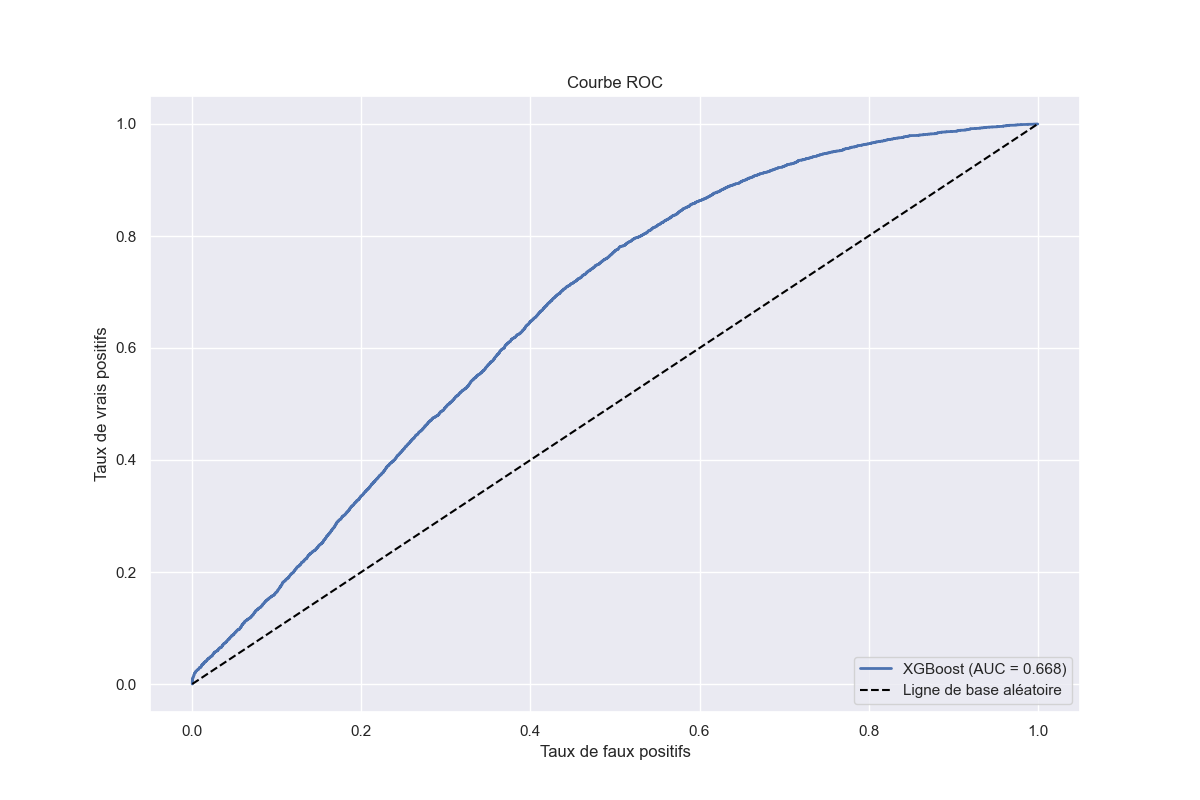 Courbe ROC
1.0
0.8
0.6
0.4
0.2
0.0
Taux de vrais positifs
0.0 0.2 0.4 0.6 0.8 1.0
Taux de faux positifs
XGBoost (AUC = 0.668)
Ligne de base aléatoire